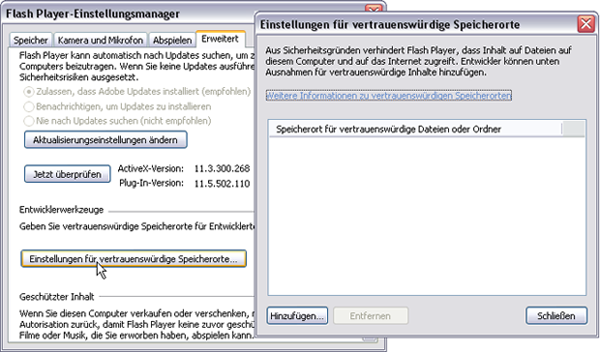 Flash Player-Einstellungsmanager
Speicher
Kamera und Mikrofon
Abspielen
Erweitert
Flash Player kann automatisch nach Updates suchen, um z
Computers beizutragen. Wenn Sie keine Updates ausführe
Sicherheitsrisiken ausgesetzt.
Zulassen, dass Adobe Updates installiert (empfohlen)
Benachrichtigen, um Updates zu installieren
Nie nach Updates suchen (nicht empfohlen)
Aktualisierungseinstellungen ändern
Jetzt überprüfen
ActiveX-Version: 11.3.300.268
Plug-In-Version: 11.5.502.110
Entwicklerwerkzeuge
Geben Sie vertrauenswürdige Speicherorte für Entwicklerte
Einstellungen für vertrauenswürdige Speicherorte...
Geschützter Inhalt
Wenn Sie diesen Computer verkaufen oder verschenken, r
Autorisation zurück, damit Flash Player keine zuvor geschü
Filme oder Musik, die Sie erworben haben, abspielen kann.
Einstellungen für vertrauenswürdige Speicherorte
Aus Sicherheitsgründen verhindert Flash Player, dass Inhalt auf Dateien auf
diesem Computer und auf das Internet zugreift. Entwickler können unten
Ausnahmen für vertrauenswürdige Inhalte hinzufügen.
Weitere Informationen zu vertrauenswürdigen Speicherorten
Speicherort für vertrauenswürdige Dateien oder Ordner
Hinzufügen...
Entfernen
Schließen